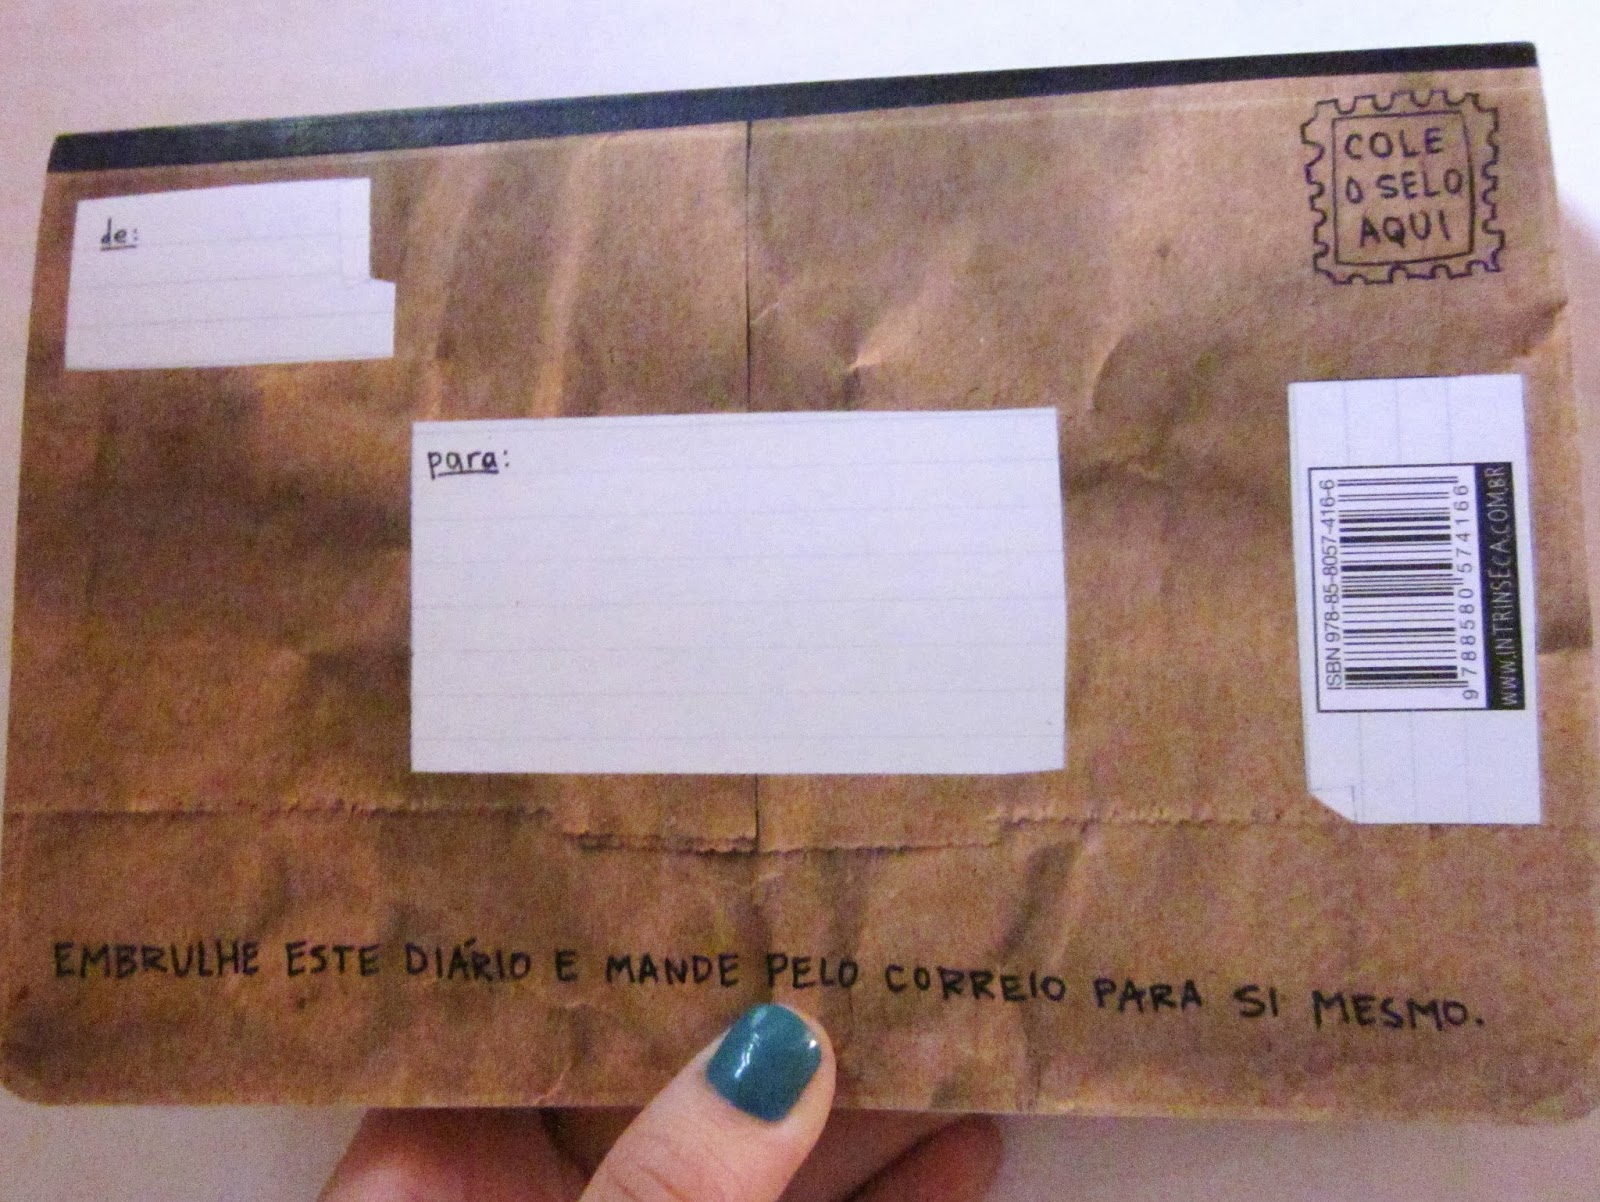 de:
COLE
O SELO
AQUI
para:
ISBN 978-85-8057-416-6
9 788580 574166
WWW.INTRINSECA.COM.BR
EMBRULHE ESTE DIÁRIO E MANDE PELO CORREIO PARA SI MESMO.